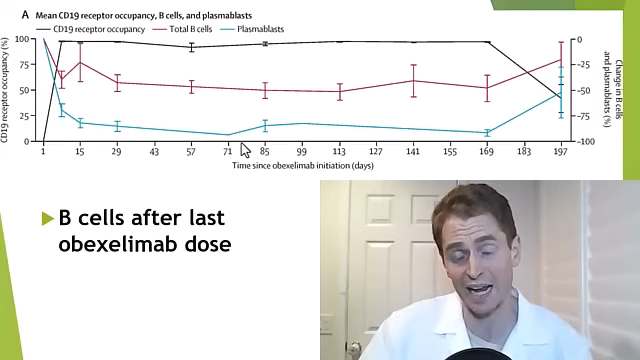 A Mean CD19 receptor occupancy, B cells, and plasmablasts
CD19 receptor occupancy Total B cells Plasmablasts
CD19 receptor occupancy (%)
100
75
50
25
0
0
−25
−50
−75
−100
Change in B cells
and plasmablasts (%)
1 15 29 43 57 71 85 99 113 127 141 155 169 183 197
Time since obexelimab initiation (days)
B cells after last
obexelimab dose